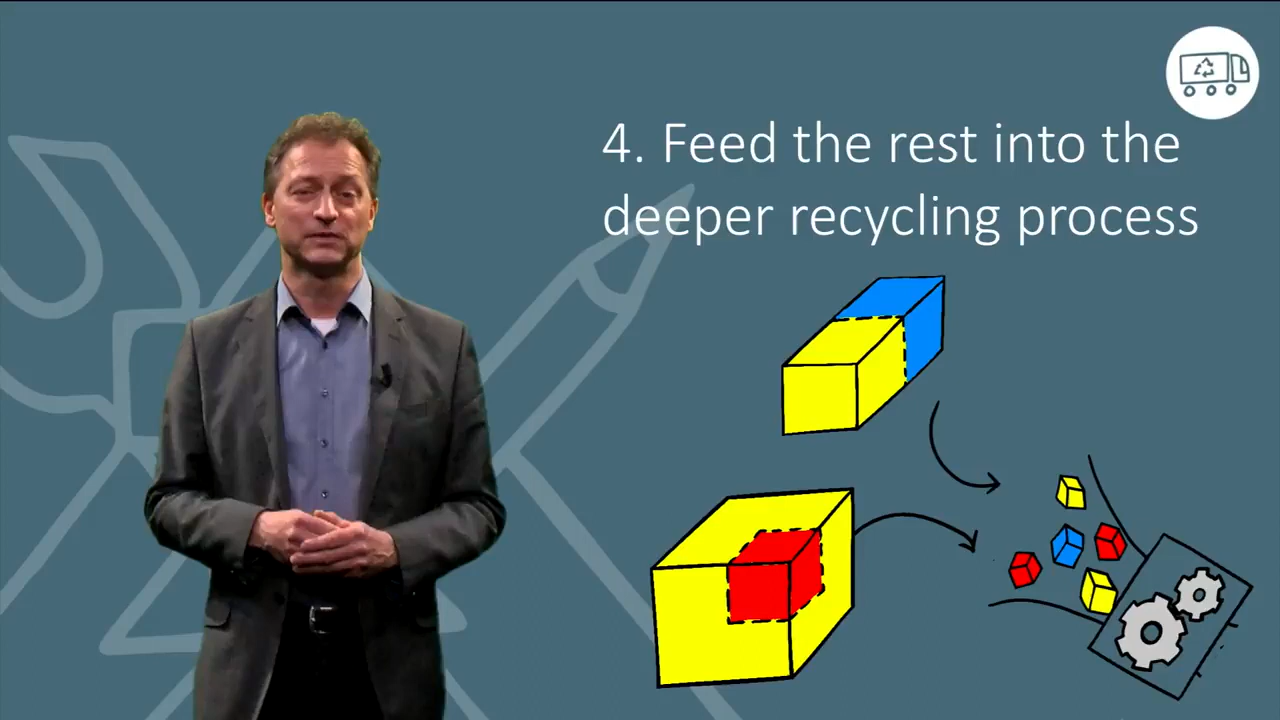 4. Feed the rest into the
deeper recycling process